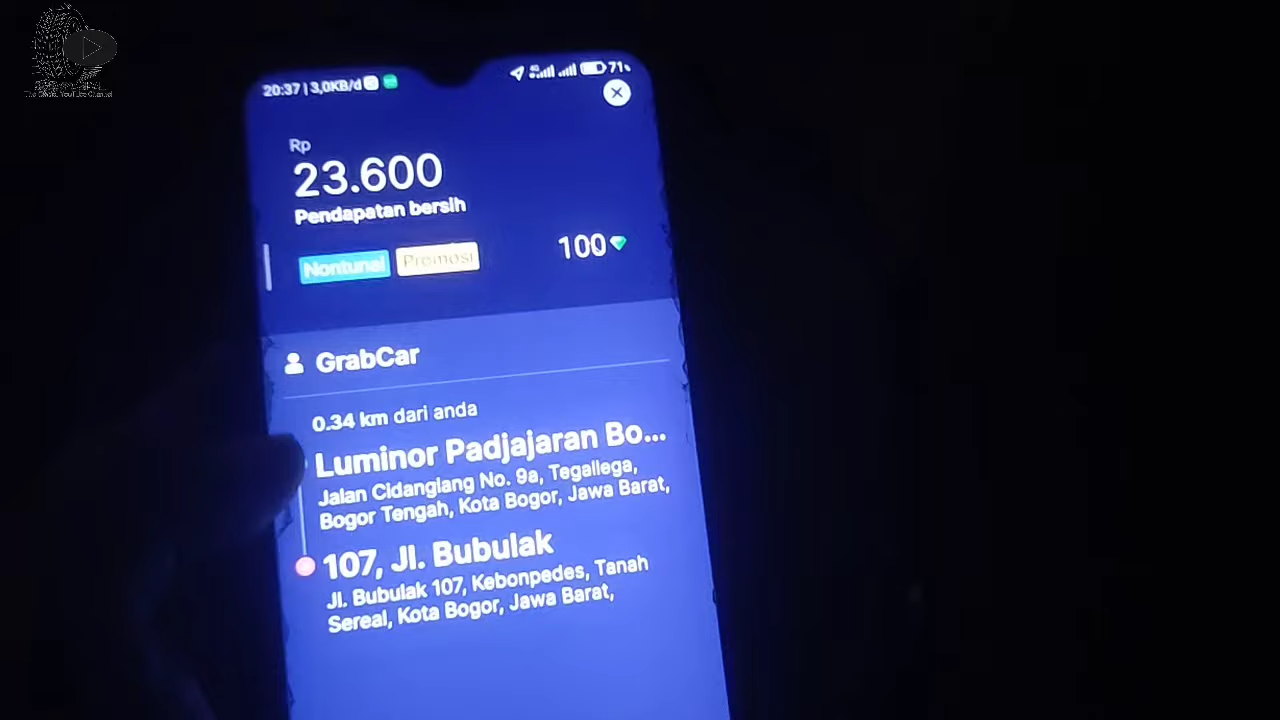 20:37 | 3,0KB/d
4G
71
Rp
23.600
Pendapatan bersih
Nontunai
Promosi
100
GrabCar
0.34 km dari anda
Luminor Padjajaran Bo...
Jalan Cidangiang No. 9a, Tegallega,
Bogor Tengah, Kota Bogor, Jawa Barat,
107, Jl. Bubulak
Jl. Bubulak 107, Kebonpedes, Tanah
Sereal, Kota Bogor, Jawa Barat,